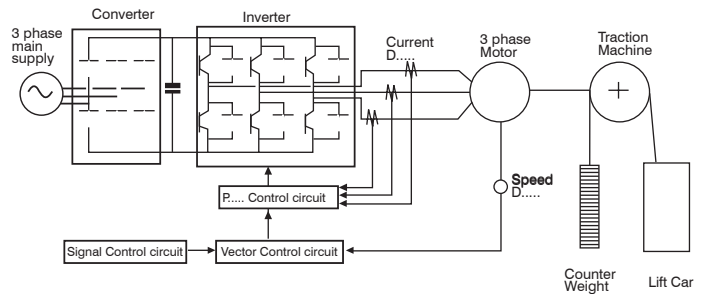 Converter
Inverter
3 phase
main
supply
Current
D.....
3 phase
Motor
Traction
Machine
Speed
D.....
P..... Control circuit
Signal Control circuit
Vector Control circuit
Counter
Weight
Lift Car